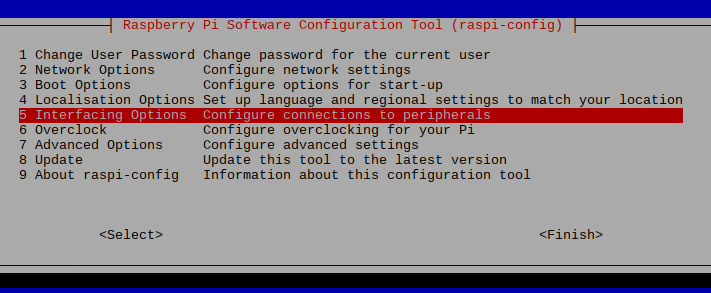 Raspberry Pi Software Configuration Tool (raspi-config)
1 Change User Password Change password for the current user
2 Network Options Configure network settings
3 Boot Options Configure options for start-up
4 Localisation Options Set up language and regional settings to match your location
5 Interfacing Options Configure connections to peripherals
6 Overclock Configure overclocking for your Pi
7 Advanced Options Configure advanced settings
8 Update Update this tool to the latest version
9 About raspi-config Information about this configuration tool
<Select> <Finish>